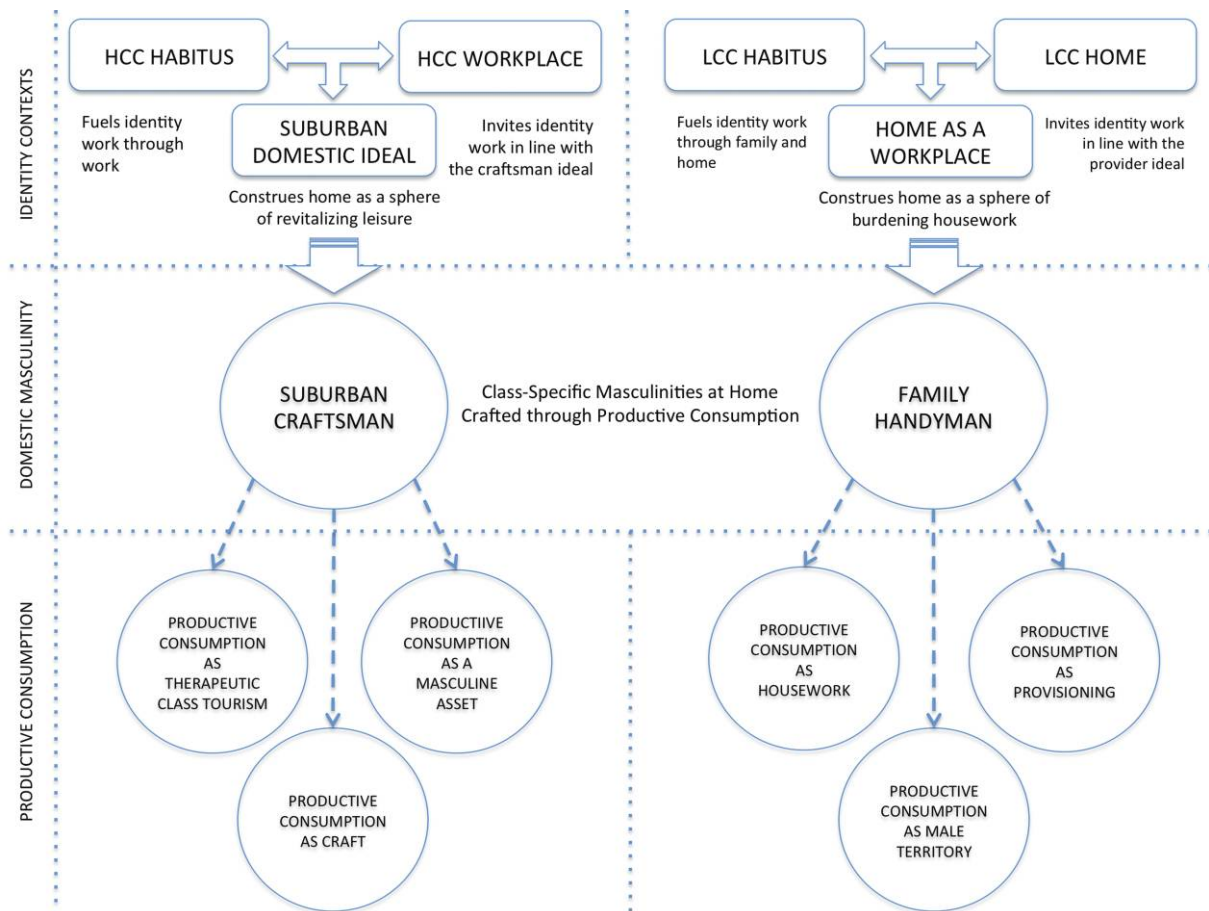 IDENTITY CONTEXTS
HCC HABITUS
HCC WORKPLACE
Fuels identity
work through
work
SUBURBAN
DOMESTIC IDEAL
Invites identity
work in line with
the craftsman ideal
Construes home as a sphere
of revitalizing leisure
LCC HABITUS
LCC HOME
Fuels identity work
through family and
home
HOME AS A
WORKPLACE
Invites identity work
in line with the
provider ideal
Construes home as a sphere of
burdening housework
DOMESTIC MASCULINITY
SUBURBAN
CRAFTSMAN
Class-Specific Masculinities at Home
Crafted through Productive Consumption
FAMILY
HANDYMAN
PRODUCTIVE CONSUMPTION
PRODUCTIVE
CONSUMPTION
AS
THERAPEUTIC
CLASS TOURISM
PRODUCTIIVE
CONSUMPTION
AS A
MASCULINE
ASSET
PRODUCTIVE
CONSUMPTION
AS CRAFT
PRODUCTIVE
CONSUMPTION
AS
HOUSEWORK
PRODUCTIVE
CONSUMPTION
AS
PROVISIONING
PRODUCTIVE
CONSUMPTION
AS MALE
TERRITORY